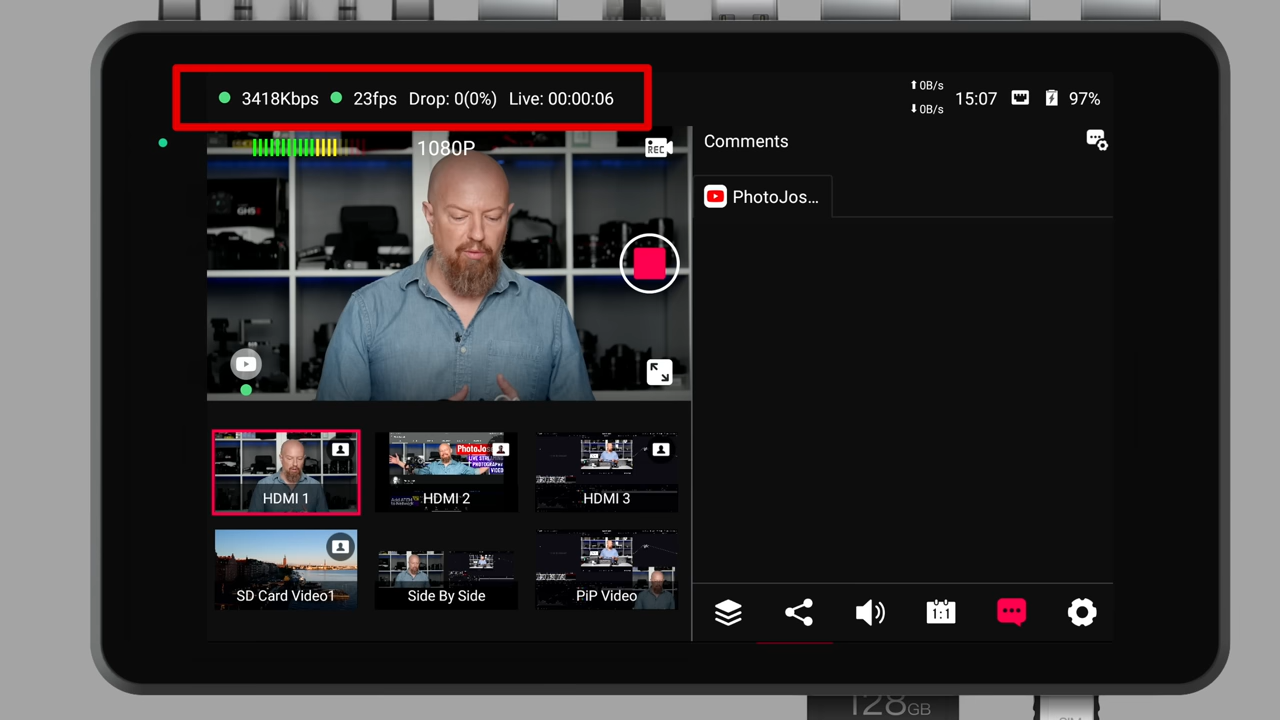 3418Kbps 23fps Drop: 0(0%) Live: 00:00:06
0B/s
0B/s
15:07
97%
1080P
REC
Comments
PhotoJos...
HDMI 1
HDMI 2
HDMI 3
SD Card Video1
Side By Side
PiP Video
1:1
128GB